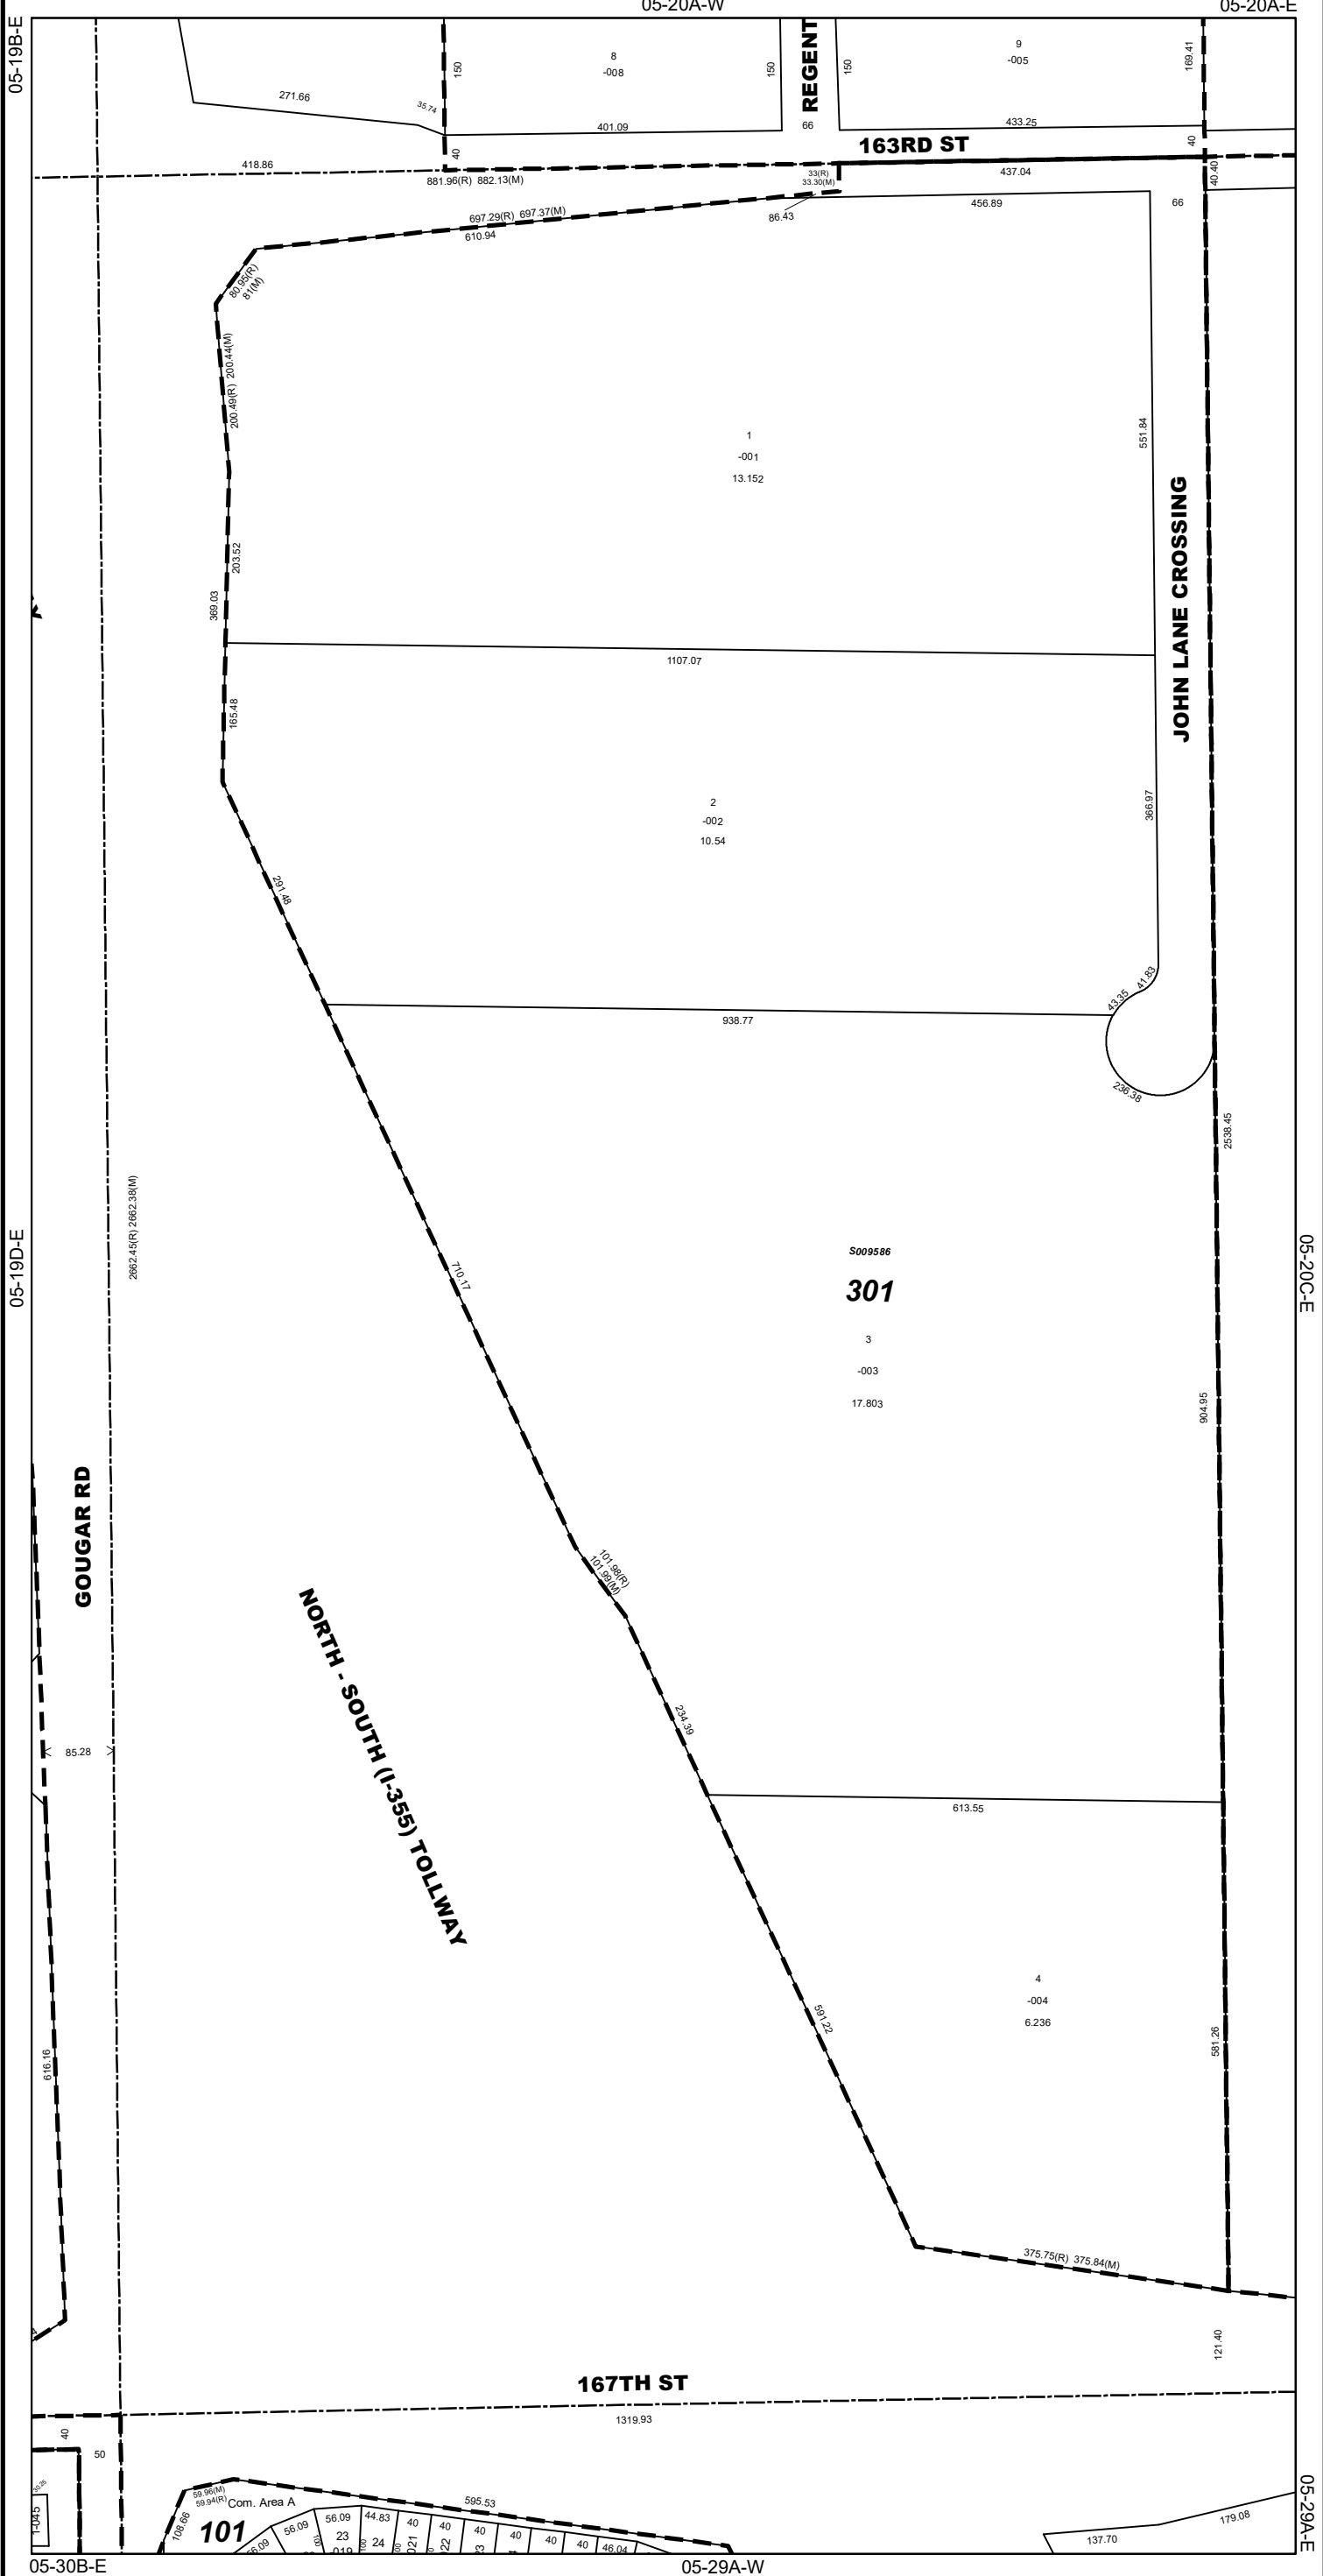 05-20A-W
05-20A-E
05-19B-E
8
-008
150
150
REGENT
150
9
-005
169.41
271.66
35.74
401.09
66
433.25
163RD ST
40
40
418.86
881.96(R) 882.13(M)
33(R)
33.30(M)
437.04
40.40
697.29(R) 697.37(M)
610.94
86.43
456.89
66
80.95(R)
81(M)
200.49(R) 200.44(M)
1
-001
13.152
551.84
JOHN LANE CROSSING
203.52
369.03
1107.07
165.48
2
-002
10.54
366.97
291.48
41.83
43.35
938.77
236.38
2538.45
2662.45(R) 2662.38(M)
05-19D-E
05-20C-E
710.17
S009586
301
3
-003
17.803
904.95
GOUGAR RD
101.98(R)
101.99(M)
NORTH - SOUTH (I-355) TOLLWAY
234.39
85.28
613.55
4
-004
6.236
591.22
581.26
616.16
375.75(R) 375.84(M)
121.40
167TH ST
1319.93
40
50
59.96(M)
59.94(R)
Com. Area A
595.53
108.66
101
56.09
56.09
44.83
40
40
40
40
40
40
46.04
100
23
24
137.70
179.08
05-29A-E
05-30B-E
05-29A-W